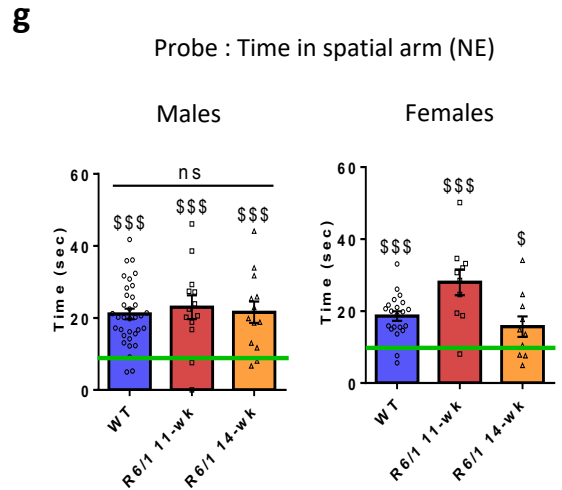 g
Probe : Time in spatial arm (NE)
Males
Females
Time (sec)
60
40
20
0
ns
$$$
$$$
$$$
WT
R6/1 11-wk
R6/1 14-wk
Time (sec)
60
40
20
0
$$$
$$$
$
WT
R6/1 11-wk
R6/1 14-wk